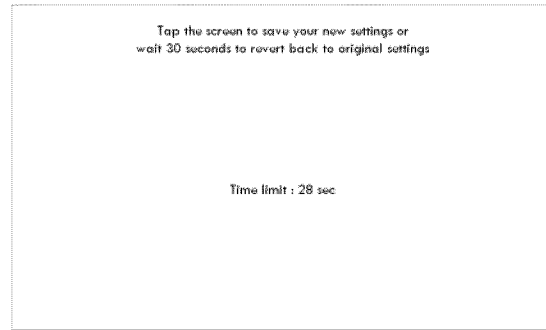 Tap the screen to save your new settings or
wait 30 seconds to revert back to original settings
Time limit : 28 sec